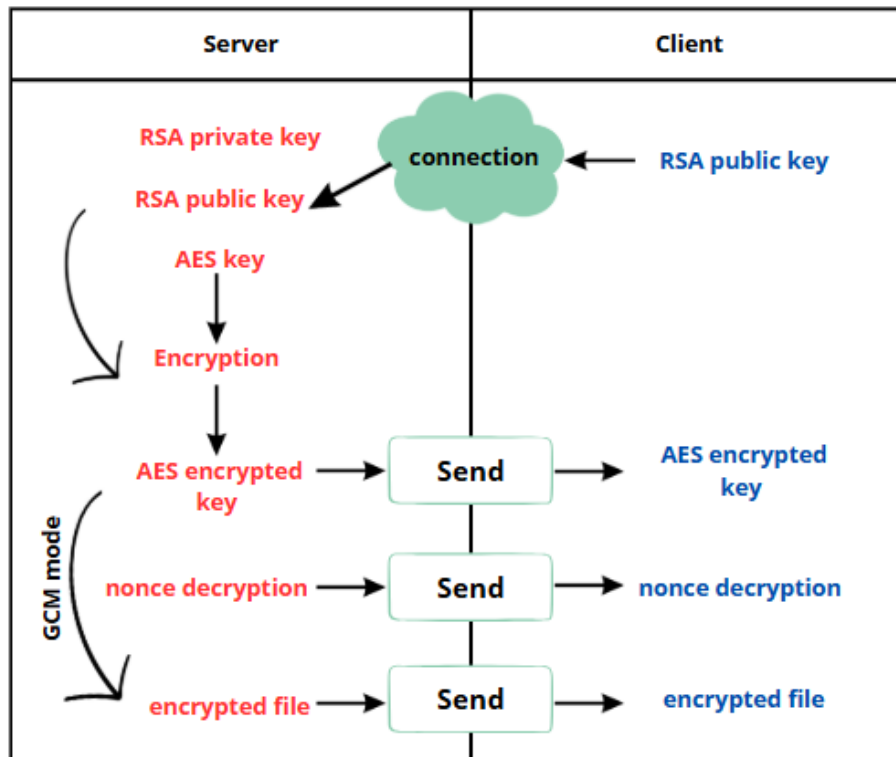 Server
Client
RSA private key
connection
RSA public key
RSA public key
AES key
Encryption
AES encrypted
key
Send
AES encrypted
key
GCM mode
nonce decryption
Send
nonce decryption
encrypted file
Send
encrypted file